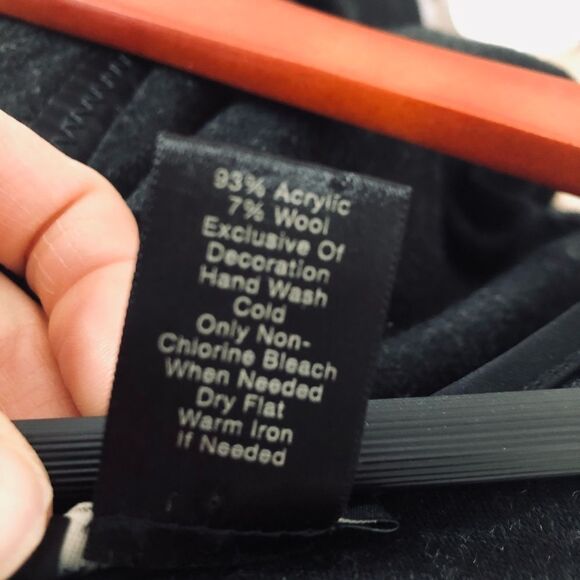 93% Acrylic
7% Wool
Exclusive Of
Decoration
Hand Wash
Cold
Only Non-
Chlorine Bleach
When Needed
Dry Flat
Warm Iron
If Needed